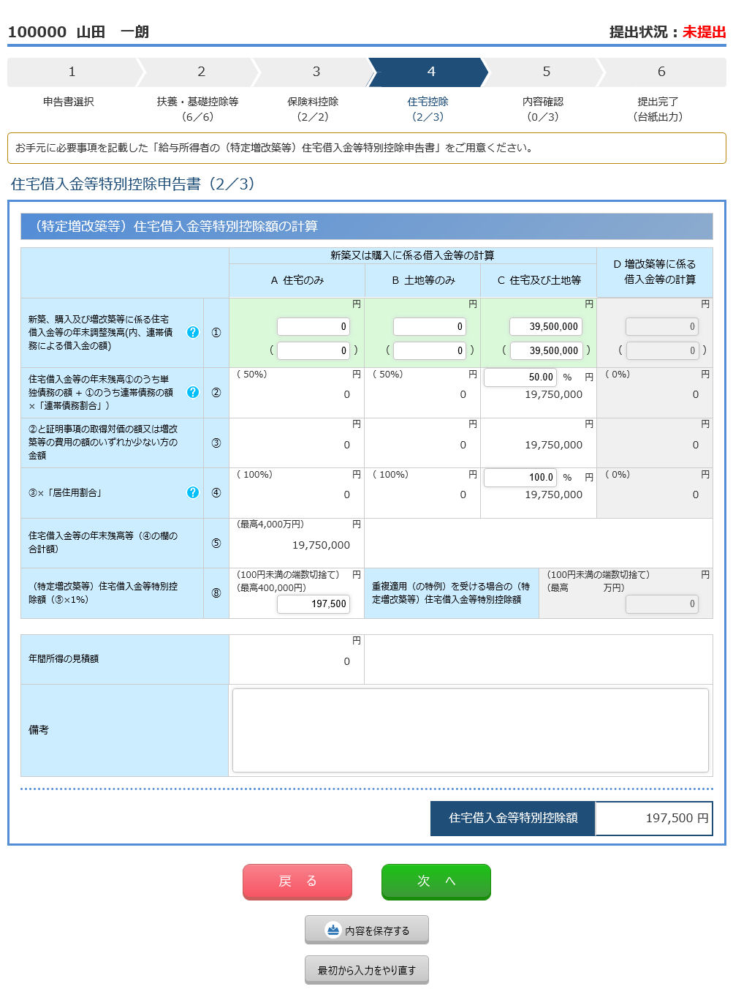 100000 山田　一朗
提出状況：未提出
1
2
3
4
5
6
申告書選択
扶養・基礎控除等
（6／6）
保険料控除
（2／2）
住宅控除
（2／3）
内容確認
（0／3）
提出完了
（台紙出力）
お手元に必要事項を記載した「給与所得者の（特定増改築等）住宅借入金等特別控除申告書」をご用意ください。
住宅借入金等特別控除申告書（2／3）
（特定増改築等）住宅借入金等特別控除額の計算
新築又は購入に係る借入金等の計算
A 住宅のみ
B 土地等のみ
C 住宅及び土地等
D 増改築等に係る
借入金等の計算
新築、購入及び増改築等に係る住宅
借入金等の年末調整残高(内、連帯債
務による借入金の額)
?
①
円
0
( 0 )
円
0
( 0 )
円
39,500,000
( 39,500,000 )
円
0
( 0 )
住宅借入金等の年末残高①のうち単
独債務の額 + ①のうち連帯債務の額
×「連帯債務割合」）
?
②
( 50%) 円
0
( 50%) 円
0
50.00 % 円
19,750,000
( 0%) 円
0
②と証明事項の取得対価の額又は増改
築等の費用の額のいずれか少ない方の
金額
③
円
0
円
0
円
19,750,000
円
0
③×「居住用割合」
?
④
( 100%) 円
0
( 100%) 円
0
100.0 % 円
19,750,000
( 0%) 円
0
住宅借入金等の年末残高等（④の欄の
合計額）
⑤
（最高4,000万円） 円
19,750,000
（特定増改築等）住宅借入金等特別控
除額（⑤×1%）
⑧
（100円未満の端数切捨て） 円
（最高400,000円）
197,500
重複適用（の特例）を受ける場合の（特
定増改築等）住宅借入金等特別控除額
（100円未満の端数切捨て） 円
（最高　　　　万円）
0
年間所得の見積額
円
0
備考
住宅借入金等特別控除額
197,500 円
戻　る
次　へ
内容を保存する
最初から入力をやり直す